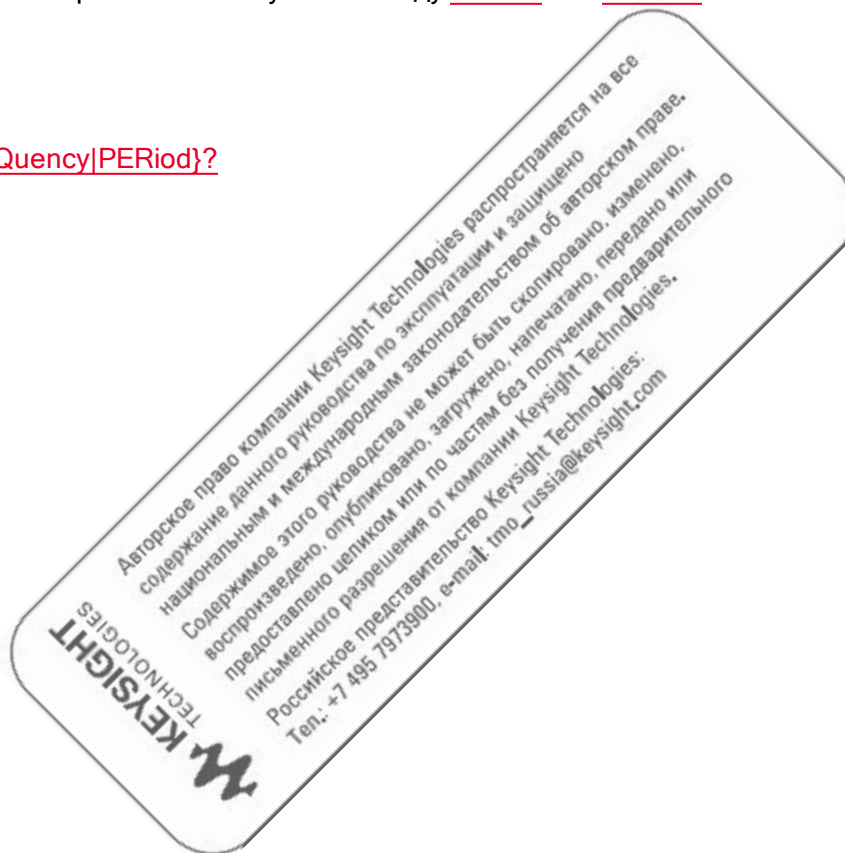 Quency|PERiod}?
KEYSIGHT
TECHNOLOGIES
Авторское право компании Keysight Technologies распространяется на все
содержание данного руководства по эксплуатации и защищено
национальным и международным законодательством об авторском праве.
Содержимое этого руководства не может быть скопировано, изменено,
воспроизведено, опубликовано, загружено, напечатано, передано или
предоставлено целиком или по частям без получения предварительного
письменного разрешения от компании Keysight Technologies.
Российское представительство Keysight Technologies:
Тел.: +7 495 7973900, e-mail: tmo_russia@keysight.com